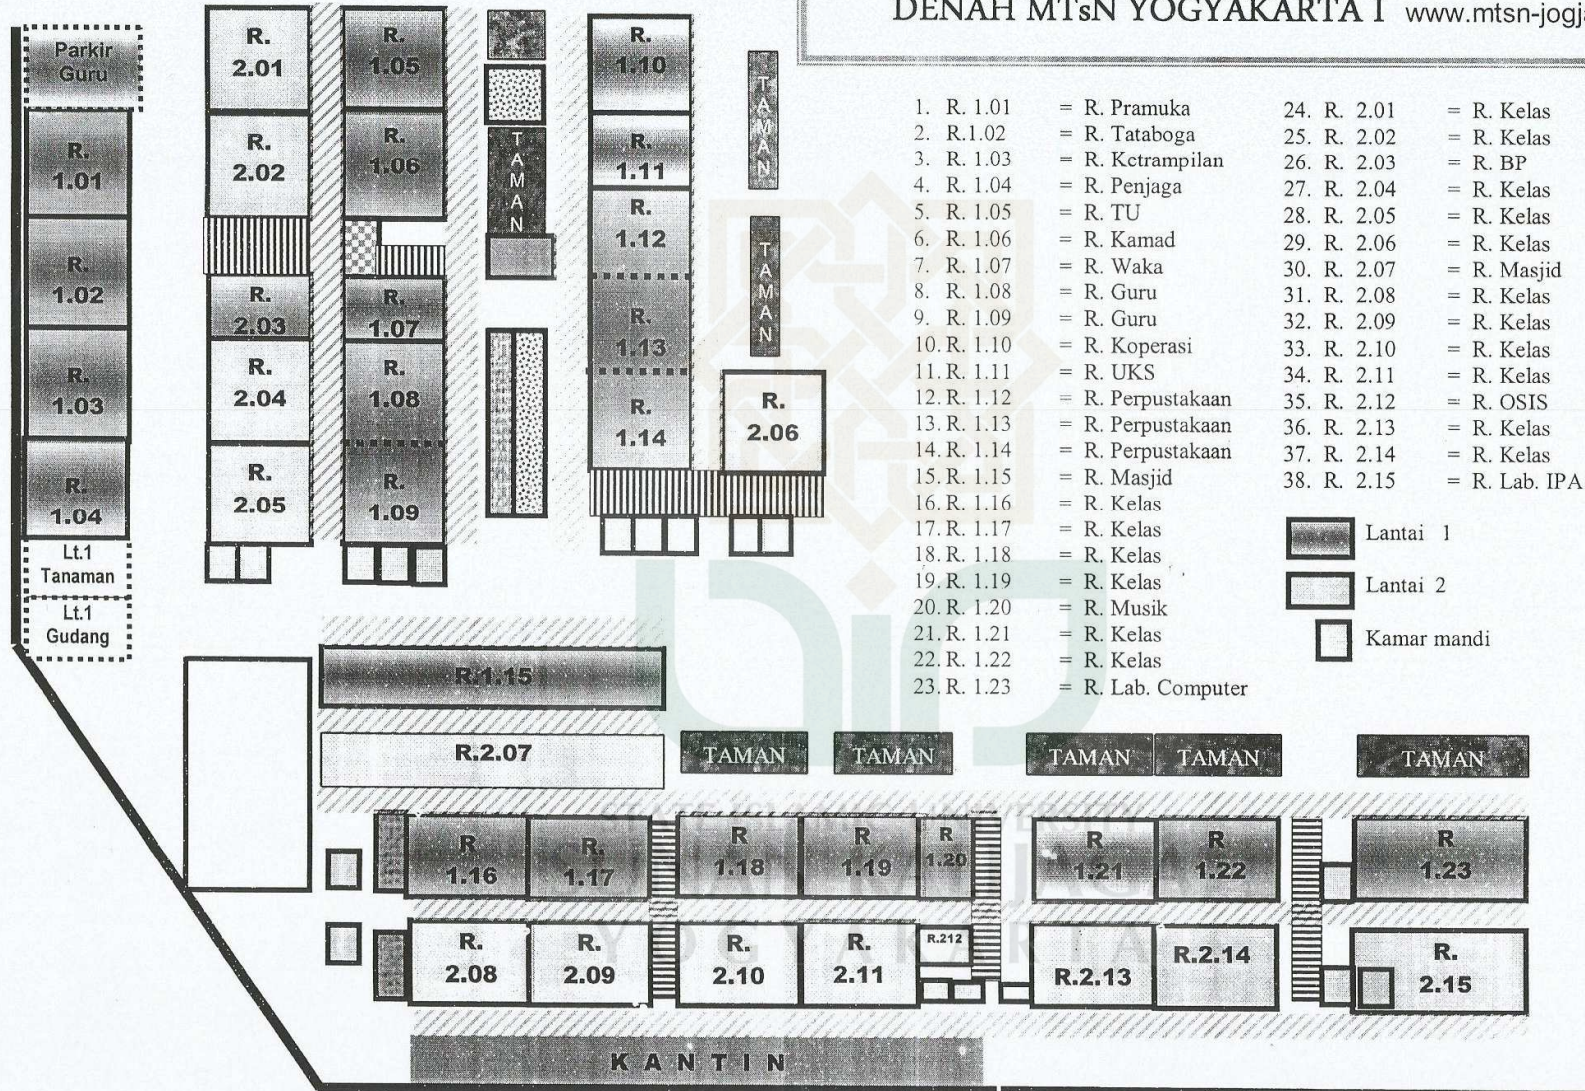 DENAH MTsN YOGYAKARTA I www.mtsn-jogj
Parkir
Guru
R.
1.01
R.
1.02
R.
1.03
R.
1.04
Lt.1
Tanaman
Lt.1
Gudang
R.
2.01
R.
2.02
R.
2.03
R.
2.04
R.
2.05
R.
1.05
R.
1.06
R.
1.07
R.
1.08
R.
1.09
TAMAN
R.
1.10
R.
1.11
R.
1.12
R.
1.13
R.
1.14
TAMAN
TAMAN
R.
2.06
1. R. 1.01 = R. Pramuka
2. R.1.02 = R. Tataboga
3. R. 1.03 = R. Ketrampilan
4. R. 1.04 = R. Penjaga
5. R. 1.05 = R. TU
6. R. 1.06 = R. Kamad
7. R. 1.07 = R. Waka
8. R. 1.08 = R. Guru
9. R. 1.09 = R. Guru
10. R. 1.10 = R. Koperasi
11. R. 1.11 = R. UKS
12. R. 1.12 = R. Perpustakaan
13. R. 1.13 = R. Perpustakaan
14. R. 1.14 = R. Perpustakaan
15. R. 1.15 = R. Masjid
16. R. 1.16 = R. Kelas
17. R. 1.17 = R. Kelas
18. R. 1.18 = R. Kelas
19. R. 1.19 = R. Kelas
20. R. 1.20 = R. Musik
21. R. 1.21 = R. Kelas
22. R. 1.22 = R. Kelas
23. R. 1.23 = R. Lab. Computer
24. R. 2.01 = R. Kelas
25. R. 2.02 = R. Kelas
26. R. 2.03 = R. BP
27. R. 2.04 = R. Kelas
28. R. 2.05 = R. Kelas
29. R. 2.06 = R. Kelas
30. R. 2.07 = R. Masjid
31. R. 2.08 = R. Kelas
32. R. 2.09 = R. Kelas
33. R. 2.10 = R. Kelas
34. R. 2.11 = R. Kelas
35. R. 2.12 = R. OSIS
36. R. 2.13 = R. Kelas
37. R. 2.14 = R. Kelas
38. R. 2.15 = R. Lab. IPA
Lantai 1
Lantai 2
Kamar mandi
R.1.15
R.2.07
TAMAN
TAMAN
TAMAN
TAMAN
TAMAN
STATE ISLAMIC UNIVERSITY
SUNAN KALIJAGA
YOGYAKARTA
R
1.16
R.
1.17
R
1.18
R
1.19
R
1.20
R
1.21
R
1.22
R
1.23
R.
2.08
R.
2.09
R.
2.10
R.
2.11
R.212
R.2.13
R.2.14
R.
2.15
KANTIN